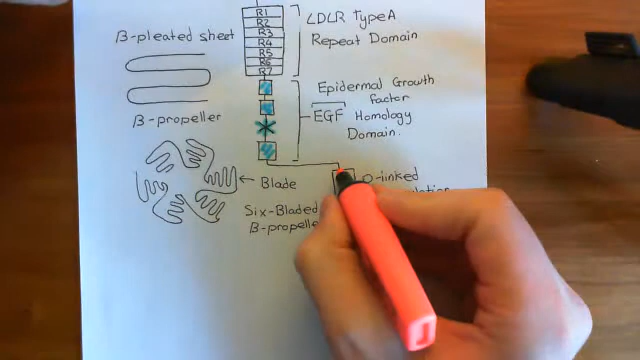 R1
R2
R3
R4
R5
R6
R7
LDLR Type A
Repeat Domain
β-pleated sheet
β-propeller
Epidermal Growth
factor
EGF Homology
Domain.
Blade
Six-Bladed
β-propelle
O-linked